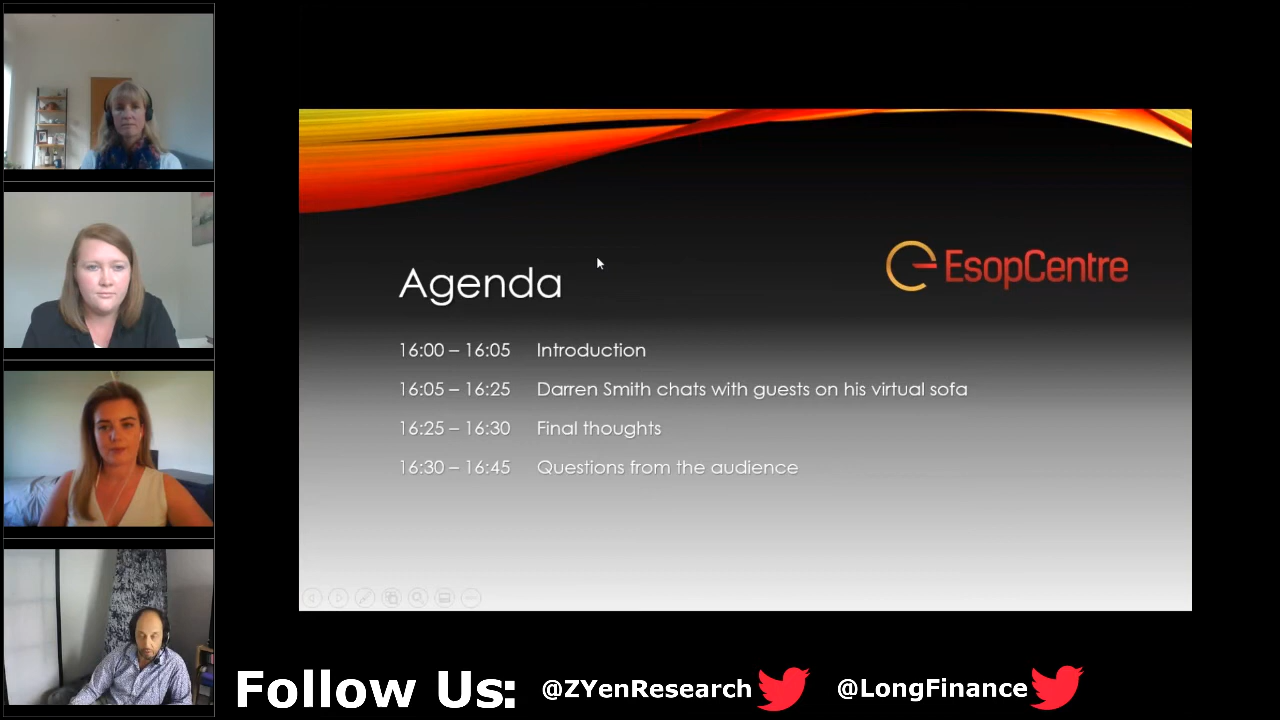 EsopCentre
Agenda
16:00 – 16:05 Introduction
16:05 – 16:25 Darren Smith chats with guests on his virtual sofa
16:25 – 16:30 Final thoughts
16:30 – 16:45 Questions from the audience
Follow Us: @ZYenResearch @LongFinance